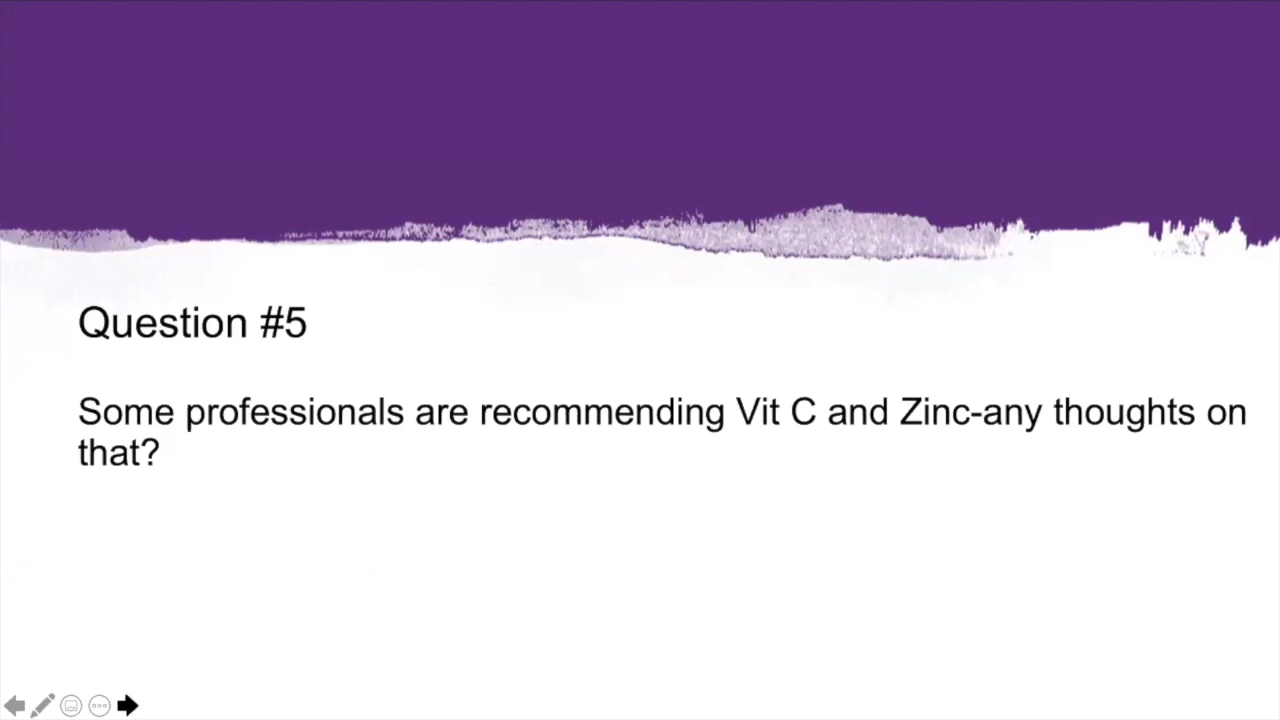 Question #5
Some professionals are recommending Vit C and Zinc-any thoughts on
that?